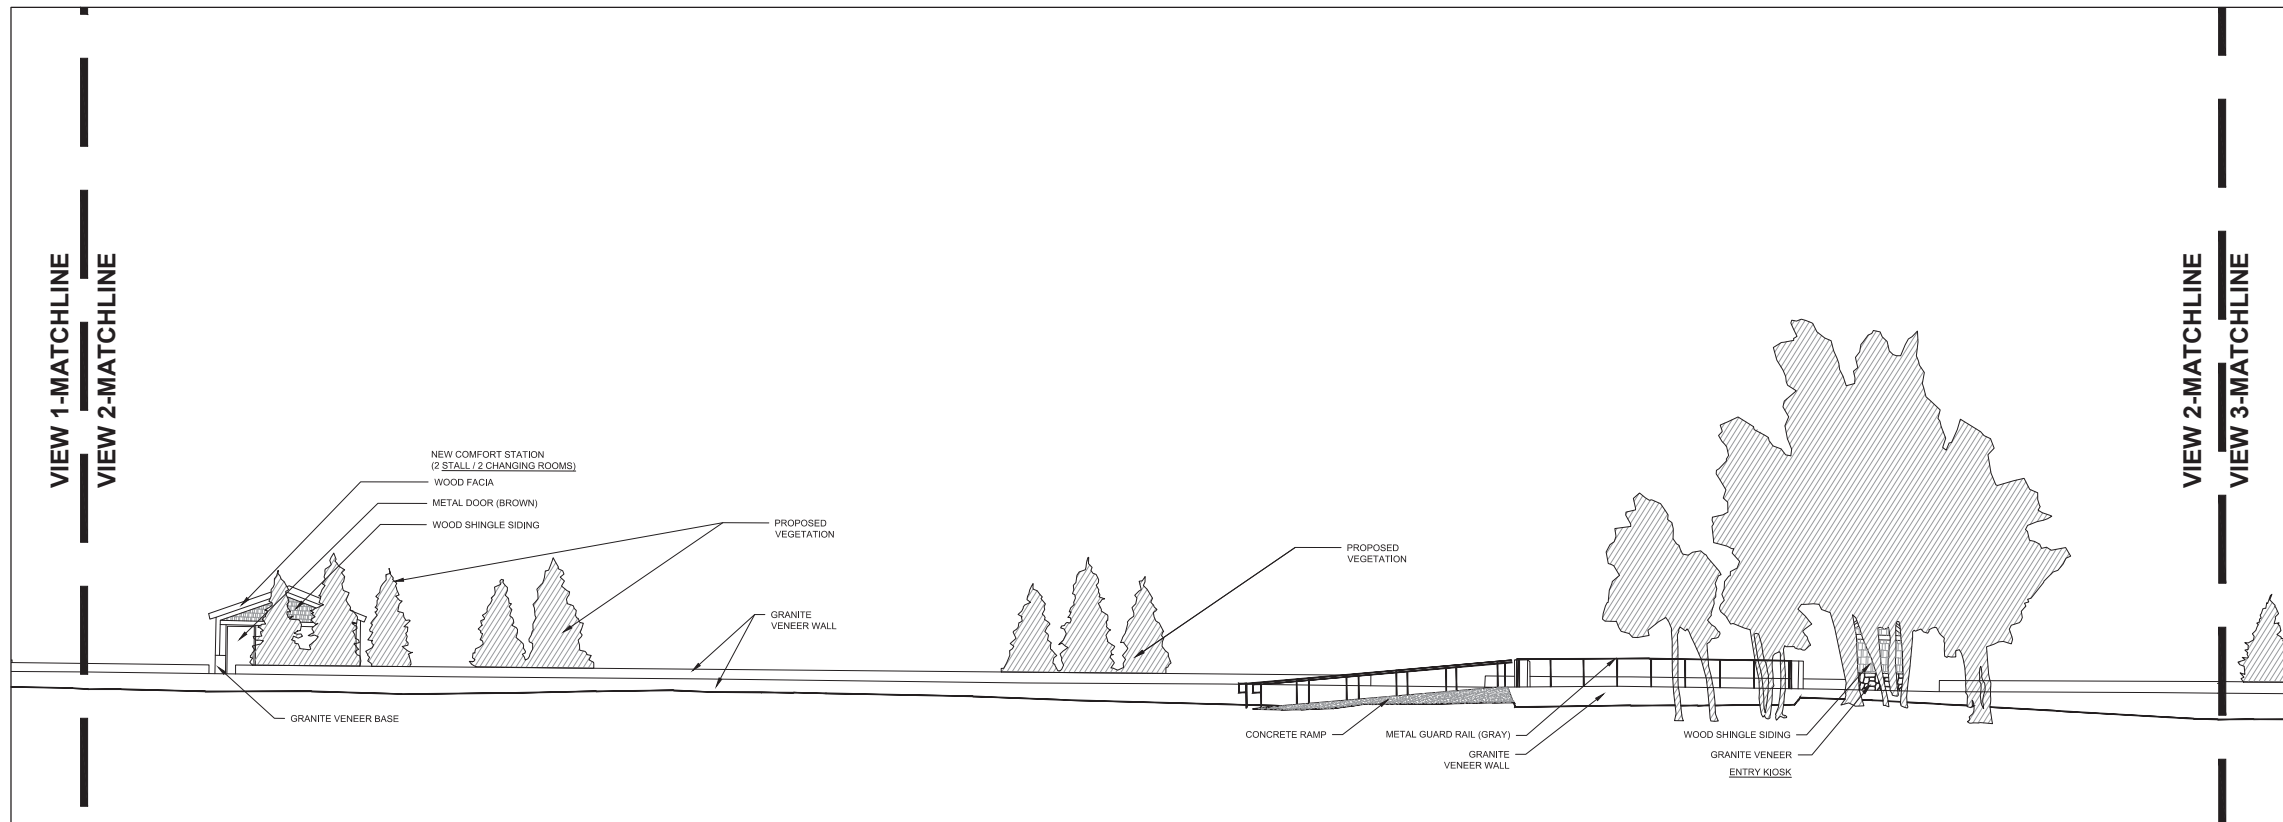 VIEW 1-MATCHLINE
VIEW 2-MATCHLINE
NEW COMFORT STATION
(2 STALL / 2 CHANGING ROOMS)
WOOD FACIA
METAL DOOR (BROWN)
WOOD SHINGLE SIDING
PROPOSED
VEGETATION
GRANITE
VENEER WALL
GRANITE VENEER BASE
PROPOSED
VEGETATION
CONCRETE RAMP
METAL GUARD RAIL (GRAY)
GRANITE
VENEER WALL
WOOD SHINGLE SIDING
GRANITE VENEER
ENTRY KIOSK
VIEW 2-MATCHLINE
VIEW 3-MATCHLINE